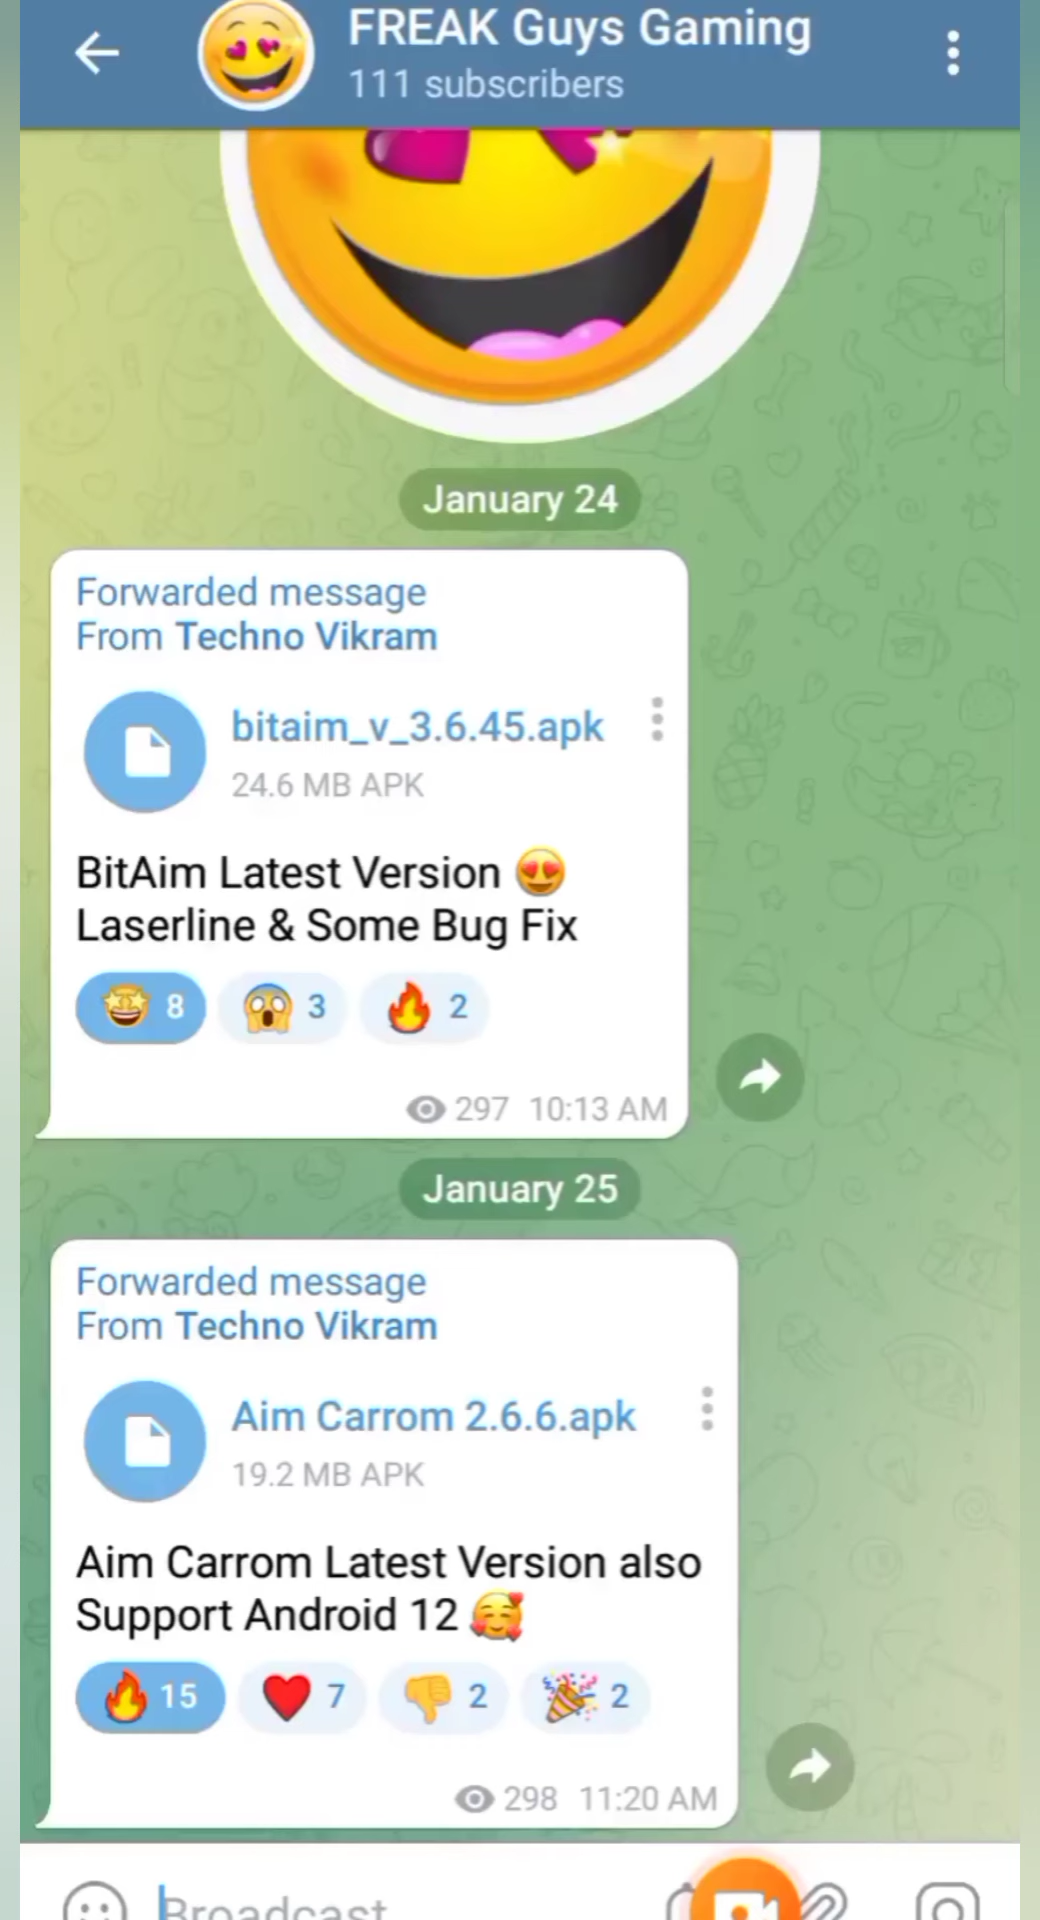 FREAK Guys Gaming
111 subscribers
January 24
Forwarded message
From Techno Vikram
bitaim_v_3.6.45.apk
24.6 MB APK
BitAim Latest Version 😍
Laserline & Some Bug Fix
🤩 8 😱 3 🔥 2
297 10:13 AM
January 25
Forwarded message
From Techno Vikram
Aim Carrom 2.6.6.apk
19.2 MB APK
Aim Carrom Latest Version also
Support Android 12 🥰
🔥 15 ❤️ 7 👎 2 🎉 2
298 11:20 AM
Broadcast